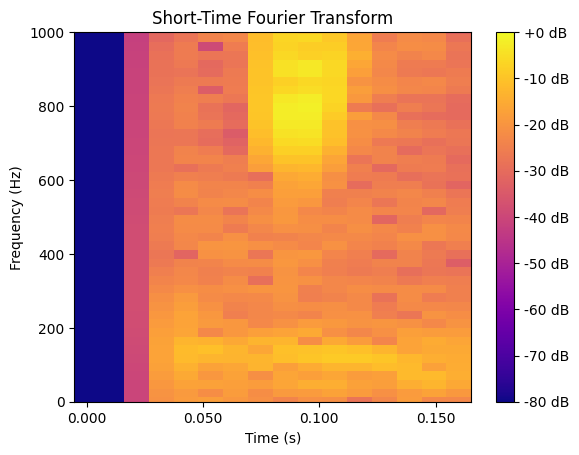 Short-Time Fourier Transform
1000
800
600
400
200
0
Frequency (Hz)
0.000
0.050
0.100
0.150
Time (s)
+0 dB
-10 dB
-20 dB
-30 dB
-40 dB
-50 dB
-60 dB
-70 dB
-80 dB